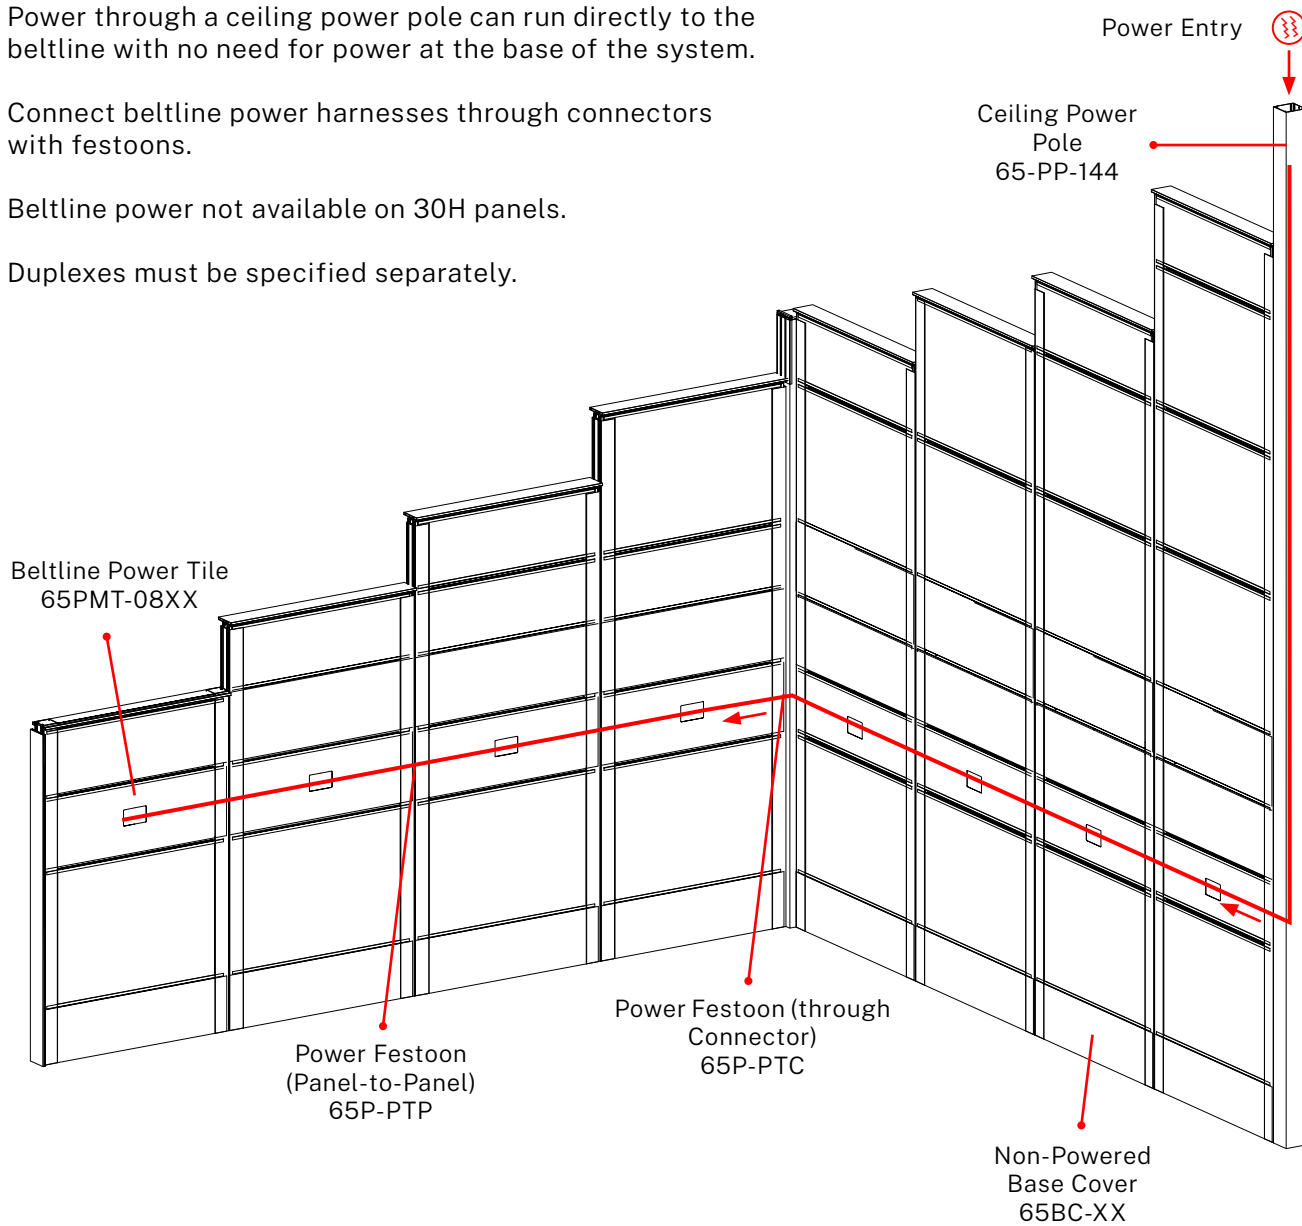 Power through a ceiling power pole can run directly to the
beltline with no need for power at the base of the system.
Connect beltline power harnesses through connectors
with festoons.
Beltline power not available on 30H panels.
Duplexes must be specified separately.
Power Entry
Ceiling Power
Pole
65-PP-144
Beltline Power Tile
65PMT-08XX
Power Festoon (through
Connector)
65P-PTC
Power Festoon
(Panel-to-Panel)
65P-PTP
Non-Powered
Base Cover
65BC-XX